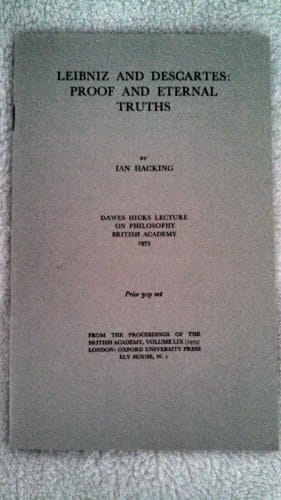 LEIBNIZ AND DESCARTES:
PROOF AND ETERNAL
TRUTHS
BY
IAN HACKING
DAWES HICKS LECTURE
ON PHILOSOPHY
BRITISH ACADEMY
1973
Price 30p net
FROM THE PROCEEDINGS OF THE
BRITISH ACADEMY, VOLUME LIX (1973)
LONDON: OXFORD UNIVERSITY PRESS
ELY HOUSE, W. 1